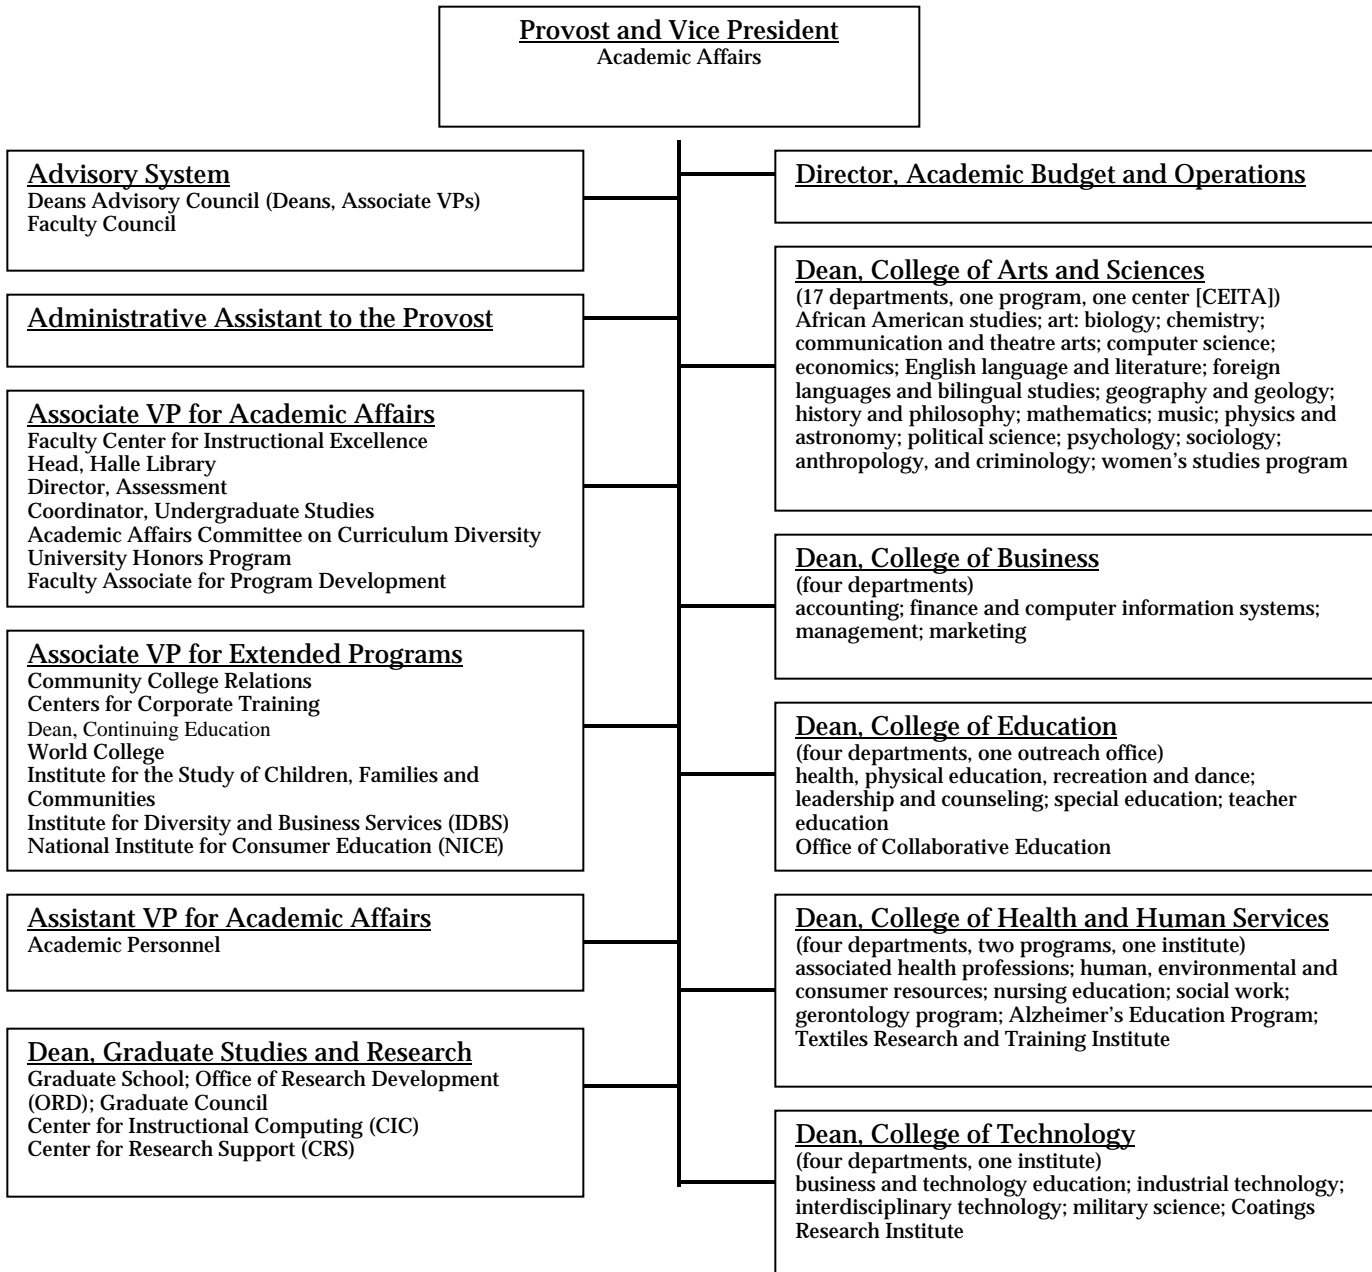 Provost and Vice President
Academic Affairs
Advisory System
Deans Advisory Council (Deans, Associate VPs)
Faculty Council
Administrative Assistant to the Provost
Associate VP for Academic Affairs
Faculty Center for Instructional Excellence
Head, Halle Library
Director, Assessment
Coordinator, Undergraduate Studies
Academic Affairs Committee on Curriculum Diversity
University Honors Program
Faculty Associate for Program Development
Associate VP for Extended Programs
Community College Relations
Centers for Corporate Training
Dean, Continuing Education
World College
Institute for the Study of Children, Families and
Communities
Institute for Diversity and Business Services (IDBS)
National Institute for Consumer Education (NICE)
Assistant VP for Academic Affairs
Academic Personnel
Dean, Graduate Studies and Research
Graduate School; Office of Research Development
(ORD); Graduate Council
Center for Instructional Computing (CIC)
Center for Research Support (CRS)
Director, Academic Budget and Operations
Dean, College of Arts and Sciences
(17 departments, one program, one center [CEITA])
African American studies; art: biology; chemistry;
communication and theatre arts; computer science;
economics; English language and literature; foreign
languages and bilingual studies; geography and geology;
history and philosophy; mathematics; music; physics and
astronomy; political science; psychology; sociology;
anthropology, and criminology; women's studies program
Dean, College of Business
(four departments)
accounting; finance and computer information systems;
management; marketing
Dean, College of Education
(four departments, one outreach office)
health, physical education, recreation and dance;
leadership and counseling; special education; teacher
education
Office of Collaborative Education
Dean, College of Health and Human Services
(four departments, two programs, one institute)
associated health professions; human, environmental and
consumer resources; nursing education; social work;
gerontology program; Alzheimer's Education Program;
Textiles Research and Training Institute
Dean, College of Technology
(four departments, one institute)
business and technology education; industrial technology;
interdisciplinary technology; military science; Coatings
Research Institute